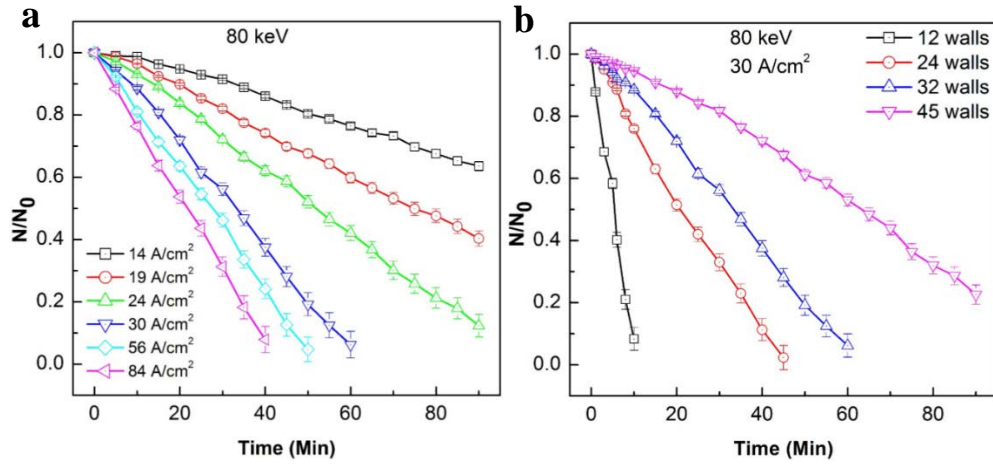 a
80 keV
1.0
0.8
0.6
0.4
0.2
0.0
N/N₀
14 A/cm²
19 A/cm²
24 A/cm²
30 A/cm²
56 A/cm²
84 A/cm²
0 20 40 60 80
Time (Min)
b
80 keV
30 A/cm²
12 walls
24 walls
32 walls
45 walls
1.0
0.8
0.6
0.4
0.2
0.0
N/N₀
0 20 40 60 80
Time (Min)